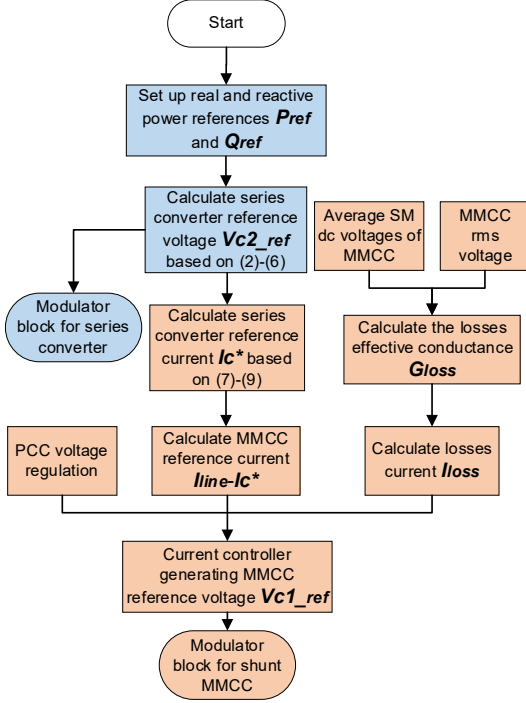 Start
Set up real and reactive
power references Pref
and Qref
Calculate series
converter reference
voltage Vc2_ref
based on (2)-(6)
Average SM
dc voltages of
MMCC
MMCC
rms
voltage
Modulator
block for series
converter
Calculate series
converter reference
current Ic* based
on (7)-(9)
Calculate the losses
effective conductance
Gloss
PCC voltage
regulation
Calculate MMCC
reference current
Iline-Ic*
Calculate losses
current Iloss
Current controller
generating MMCC
reference voltage Vc1_ref
Modulator
block for shunt
MMCC